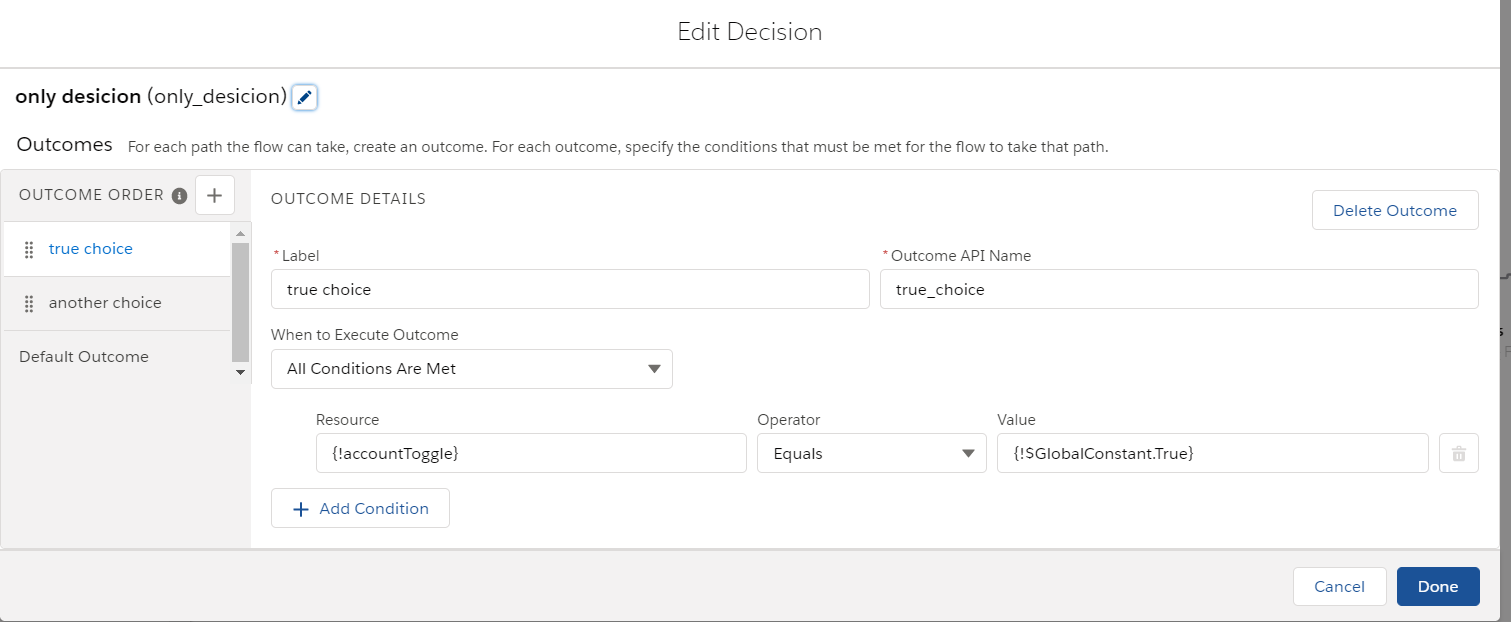 Edit Decision
only desicion (only_desicion)
Outcomes For each path the flow can take, create an outcome. For each outcome, specify the conditions that must be met for the flow to take that path.
OUTCOME ORDER
true choice
another choice
Default Outcome
OUTCOME DETAILS
Delete Outcome
* Label
true choice
* Outcome API Name
true_choice
When to Execute Outcome
All Conditions Are Met
Resource
{!accountToggle}
Operator
Equals
Value
{!$GlobalConstant.True}
+ Add Condition
Cancel
Done